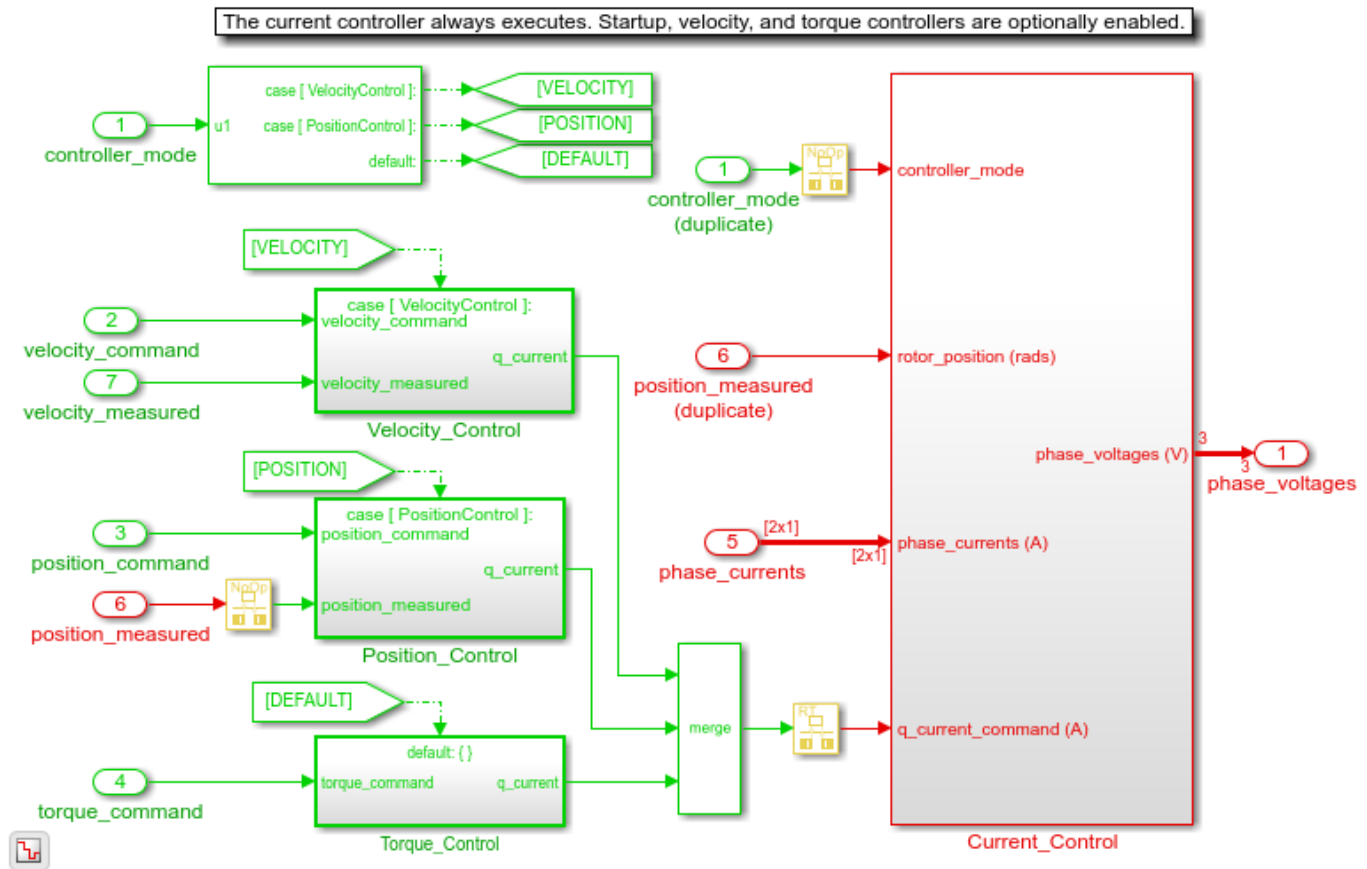 The current controller always executes. Startup, velocity, and torque controllers are optionally enabled.
1
controller_mode
u1
case [ VelocityControl ]:
case [ PositionControl ]:
default:
[VELOCITY]
[POSITION]
[DEFAULT]
1
controller_mode
(duplicate)
NoOp
controller_mode
[VELOCITY]
2
velocity_command
7
velocity_measured
case [ VelocityControl ]:
velocity_command
q_current
velocity_measured
Velocity_Control
6
position_measured
(duplicate)
rotor_position (rads)
[POSITION]
3
position_command
6
position_measured
NoOp
case [ PositionControl ]:
position_command
q_current
position_measured
Position_Control
5
phase_currents
[2x1]
[2x1]
phase_currents (A)
phase_voltages (V)
3
3
1
phase_voltages
[DEFAULT]
4
torque_command
default: { }
torque_command
q_current
Torque_Control
merge
RT
q_current_command (A)
Current_Control